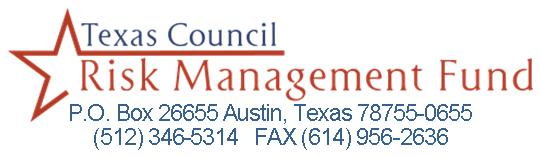 Texas Council
Risk Management Fund
P.O. Box 26655 Austin, Texas 78755-0655
(512) 346-5314 FAX (614) 956-2636